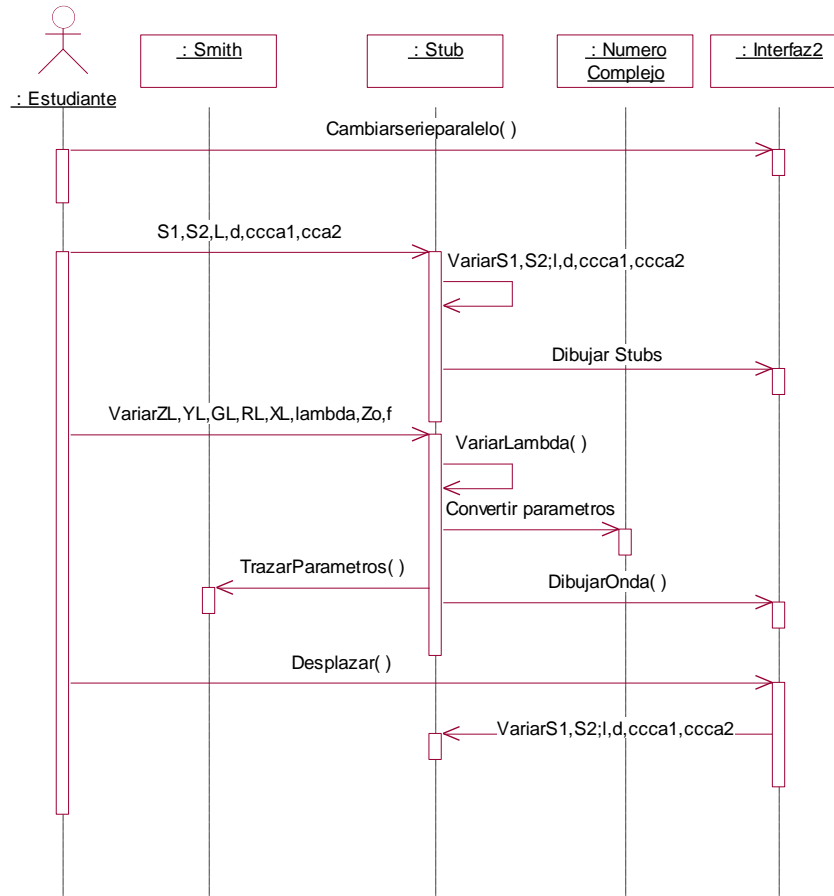 : Smith
: Stub
: Numero
Complejo
: Interfaz2
: Estudiante
Cambiarserieparalelo( )
S1,S2,L,d,ccca1,cca2
VariarS1,S2;l,d,ccca1,ccca2
Dibujar Stubs
VariarZL,YL,GL,RL,XL,lambda,Zo,f
VariarLambda( )
Convertir parametros
TrazarParametros( )
DibujarOnda( )
Desplazar( )
VariarS1,S2;l,d,ccca1,ccca2